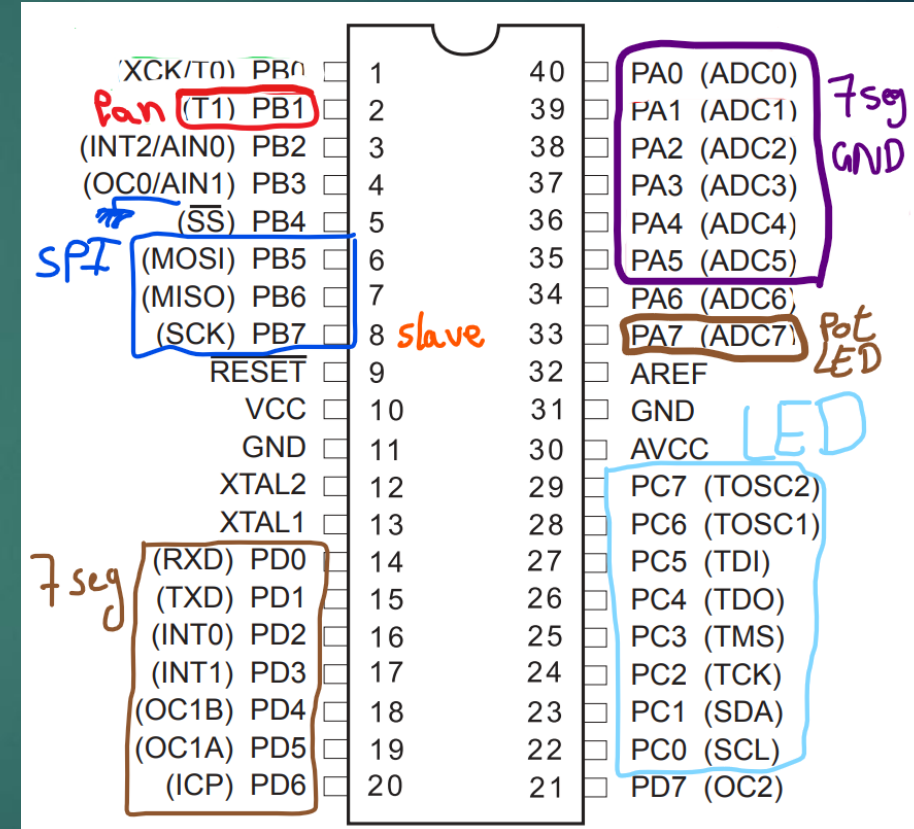 (XCK/T0) PB0 1
Fan (T1) PB1 2
(INT2/AIN0) PB2 3
(OC0/AIN1) PB3 4
(SS) PB4 5
SPI
(MOSI) PB5 6
(MISO) PB6 7
(SCK) PB7 8 slave
RESET 9
VCC 10
GND 11
XTAL2 12
XTAL1 13
7 seg
(RXD) PD0 14
(TXD) PD1 15
(INT0) PD2 16
(INT1) PD3 17
(OC1B) PD4 18
(OC1A) PD5 19
(ICP) PD6 20
40 PA0 (ADC0)
39 PA1 (ADC1)
38 PA2 (ADC2)
37 PA3 (ADC3)
36 PA4 (ADC4)
35 PA5 (ADC5)
7 seg
GND
34 PA6 (ADC6)
33 PA7 (ADC7)
Pot
LED
32 AREF
31 GND
30 AVCC
LED
29 PC7 (TOSC2)
28 PC6 (TOSC1)
27 PC5 (TDI)
26 PC4 (TDO)
25 PC3 (TMS)
24 PC2 (TCK)
23 PC1 (SDA)
22 PC0 (SCL)
21 PD7 (OC2)